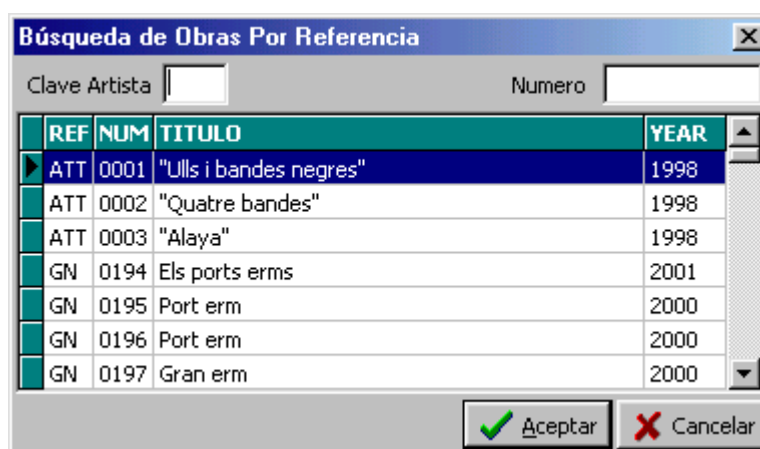 Búsqueda de Obras Por Referencia
Clave Artista Numero
REF NUM TITULO YEAR
ATT 0001 "Ulls i bandes negres" 1998
ATT 0002 "Quatre bandes" 1998
ATT 0003 "Alaya" 1998
GN 0194 Els ports erms 2001
GN 0195 Port erm 2000
GN 0196 Port erm 2000
GN 0197 Gran erm 2000
Aceptar Cancelar